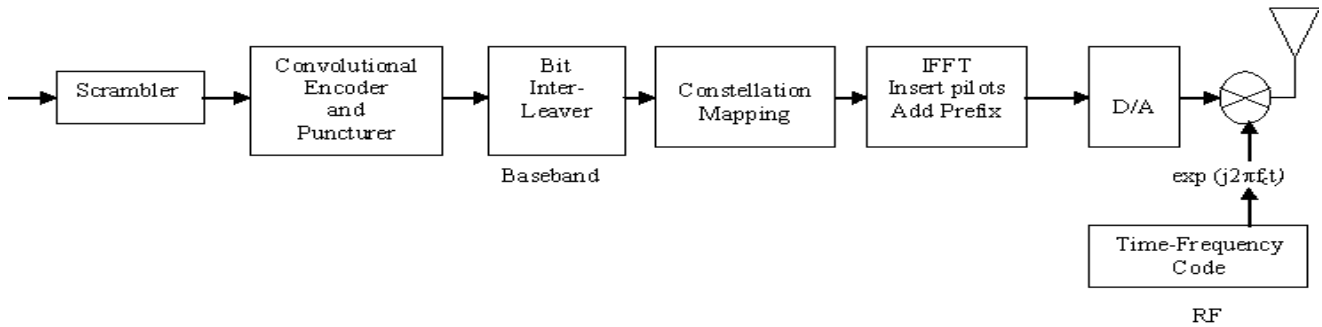 Scrambler
Convolutional
Encoder
and
Puncturer
Bit
Inter-
Leaver
Constellation
Mapping
IFFT
Insert pilots
Add Prefix
D/A
Baseband
exp (j2πfct)
Time-Frequency
Code
RF